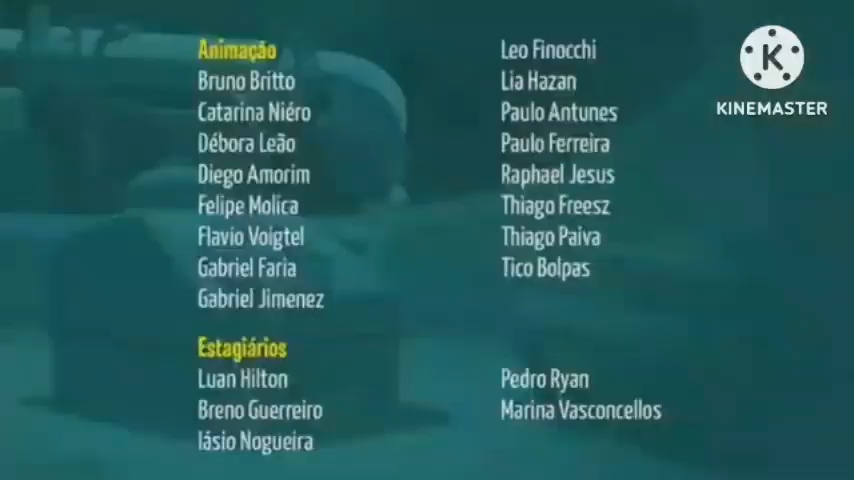 Animação
Bruno Britto
Catarina Niéro
Débora Leão
Diego Amorim
Felipe Molica
Flavio Voigtel
Gabriel Faria
Gabriel Jimenez
Leo Finocchi
Lia Hazan
Paulo Antunes
Paulo Ferreira
Raphael Jesus
Thiago Freesz
Thiago Paiva
Tico Bolpas
Estagiários
Luan Hilton
Breno Guerreiro
Iásio Nogueira
Pedro Ryan
Marina Vasconcellos
K
KINEMASTER